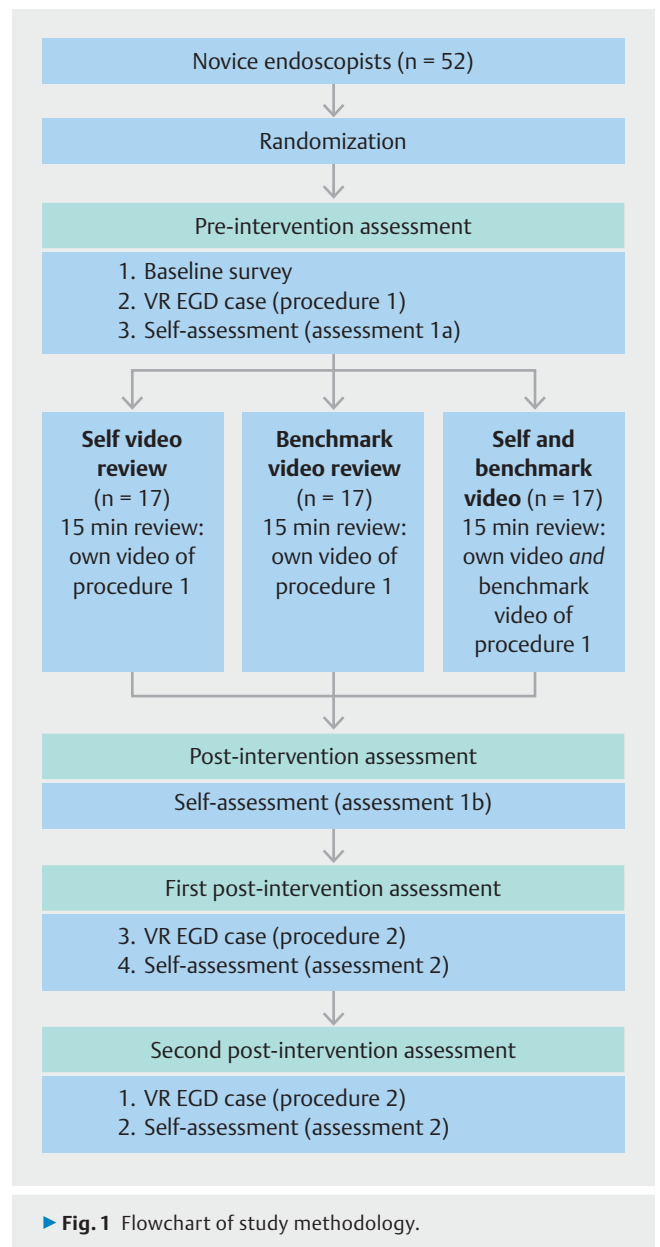 Novice endoscopists (n = 52)
Randomization
Pre-intervention assessment
1. Baseline survey
2. VR EGD case (procedure 1)
3. Self-assessment (assessment 1a)
Self video
review
(n = 17)
15 min review:
own video of
procedure 1
Benchmark
video review
(n = 17)
15 min review:
own video of
procedure 1
Self and
benchmark
video (n = 17)
15 min review:
own video and
benchmark
video of
procedure 1
Post-intervention assessment
Self-assessment (assessment 1b)
First post-intervention assessment
3. VR EGD case (procedure 2)
4. Self-assessment (assessment 2)
Second post-intervention assessment
1. VR EGD case (procedure 2)
2. Self-assessment (assessment 2)
▶ Fig. 1 Flowchart of study methodology.